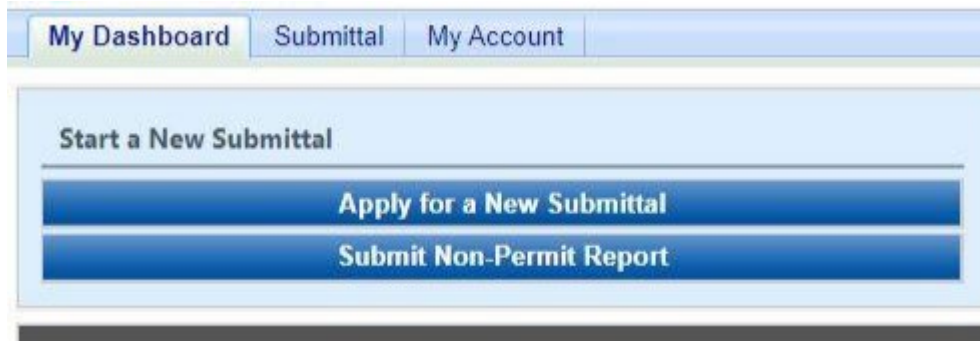 My Dashboard Submittal My Account
Start a New Submittal
Apply for a New Submittal
Submit Non-Permit Report